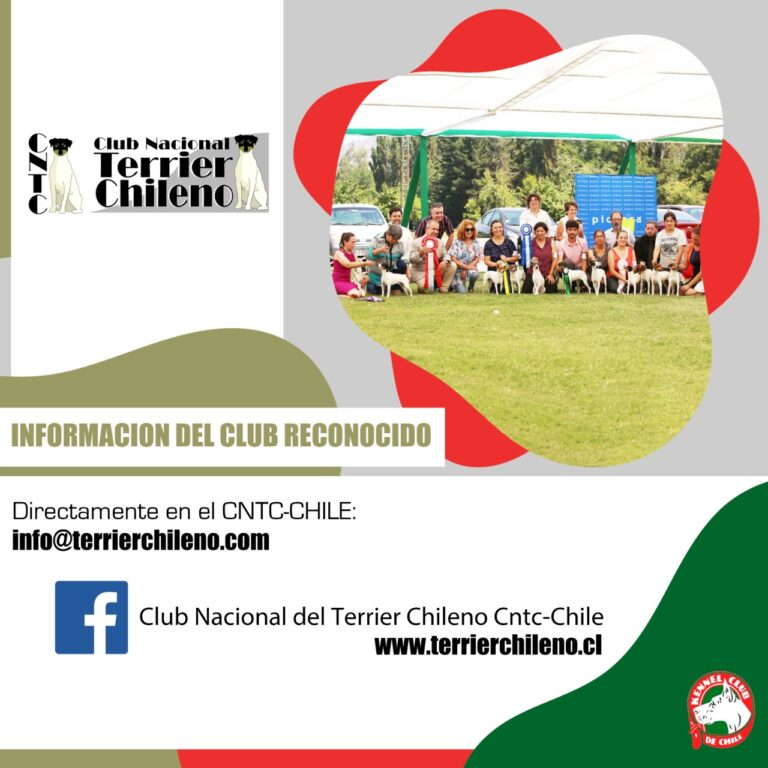 CNTC
Club Nacional
Terrier
Chileno
INFORMACION DEL CLUB RECONOCIDO
Directamente en el CNTC-CHILE:
info@terrierchileno.com
f
Club Nacional del Terrier Chileno Cntc-Chile
www.terrierchileno.cl
KENNEL CLUB
DE CHILE